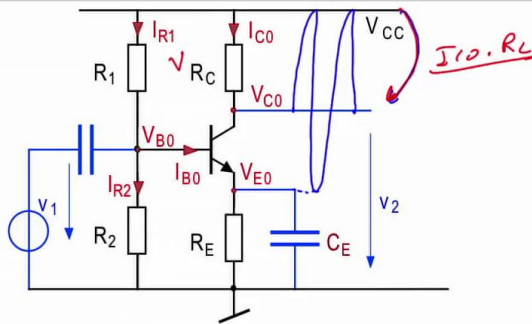 I_R1
I_C0
V_CC
I_C0 . R_C
R_1
√
R_C
V_C0
V_B0
I_B0
V_E0
I_R2
v_1
R_2
R_E
C_E
v_2